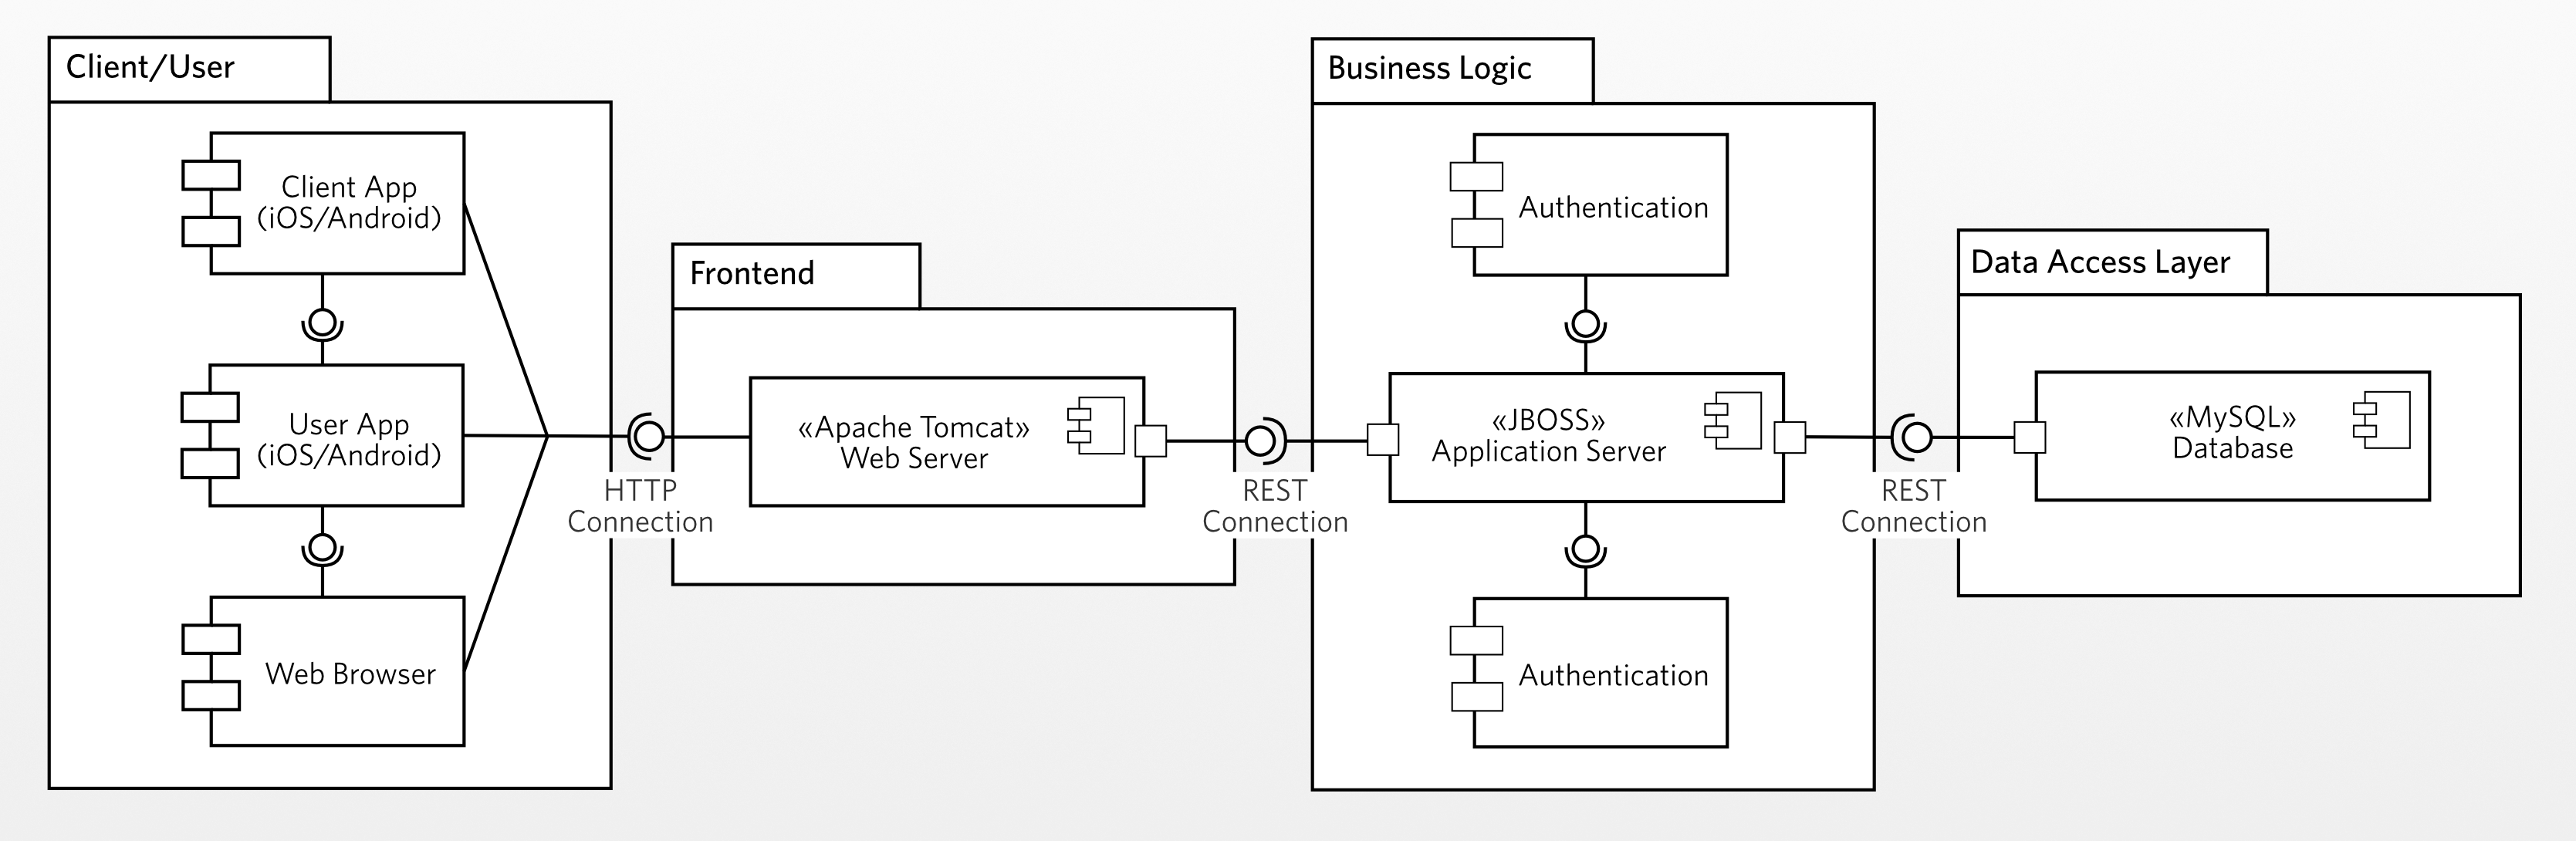 Client/User
Client App
(iOS/Android)
User App
(iOS/Android)
Web Browser
HTTP
Connection
Frontend
«Apache Tomcat»
Web Server
REST
Connection
Business Logic
Authentication
«JBOSS»
Application Server
Authentication
REST
Connection
Data Access Layer
«MySQL»
Database